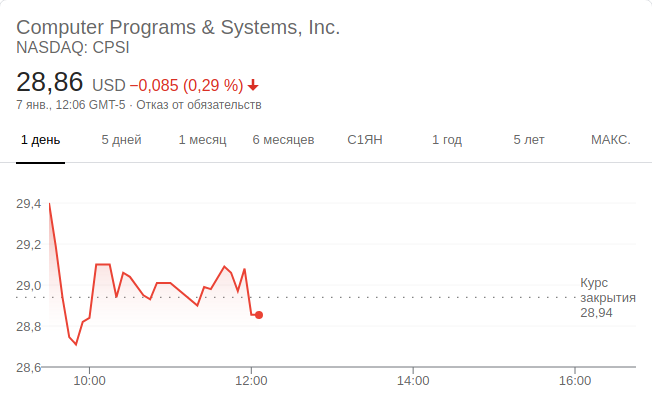 Computer Programs & Systems, Inc.
NASDAQ: CPSI
28,86 USD −0,085 (0,29 %)
7 янв., 12:06 GMT-5 · Отказ от обязательств
1 день 5 дней 1 месяц 6 месяцев С1ЯН 1 год 5 лет МАКС.
29,4
29,2
29,0
Курс
закрытия
28,94
28,8
28,6
10:00 12:00 14:00 16:00